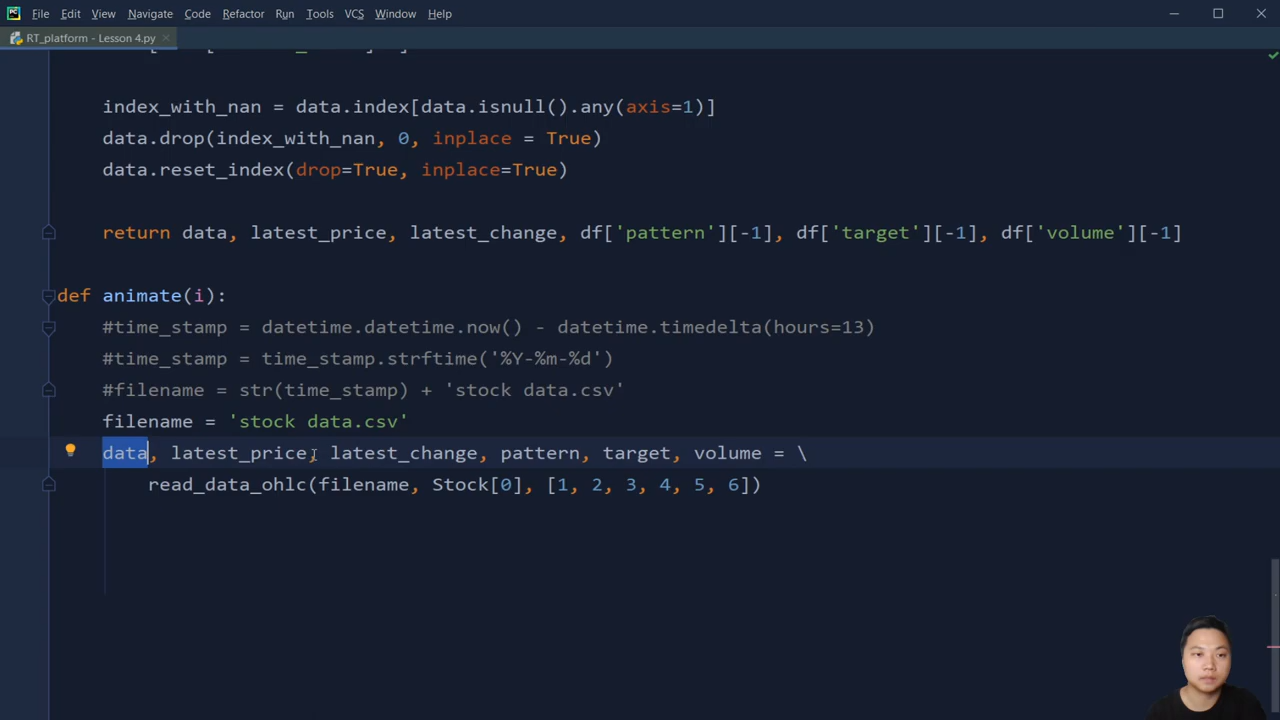 File Edit View Navigate Code Refactor Run Tools VCS Window Help
RT_platform - Lesson 4.py
index_with_nan = data.index[data.isnull().any(axis=1)]
data.drop(index_with_nan, 0, inplace = True)
data.reset_index(drop=True, inplace=True)
return data, latest_price, latest_change, df['pattern'][-1], df['target'][-1], df['volume'][-1]
def animate(i):
#time_stamp = datetime.datetime.now() - datetime.timedelta(hours=13)
#time_stamp = time_stamp.strftime('%Y-%m-%d')
#filename = str(time_stamp) + 'stock data.csv'
filename = 'stock data.csv'
data, latest_price, latest_change, pattern, target, volume = \
read_data_ohlc(filename, Stock[0], [1, 2, 3, 4, 5, 6])